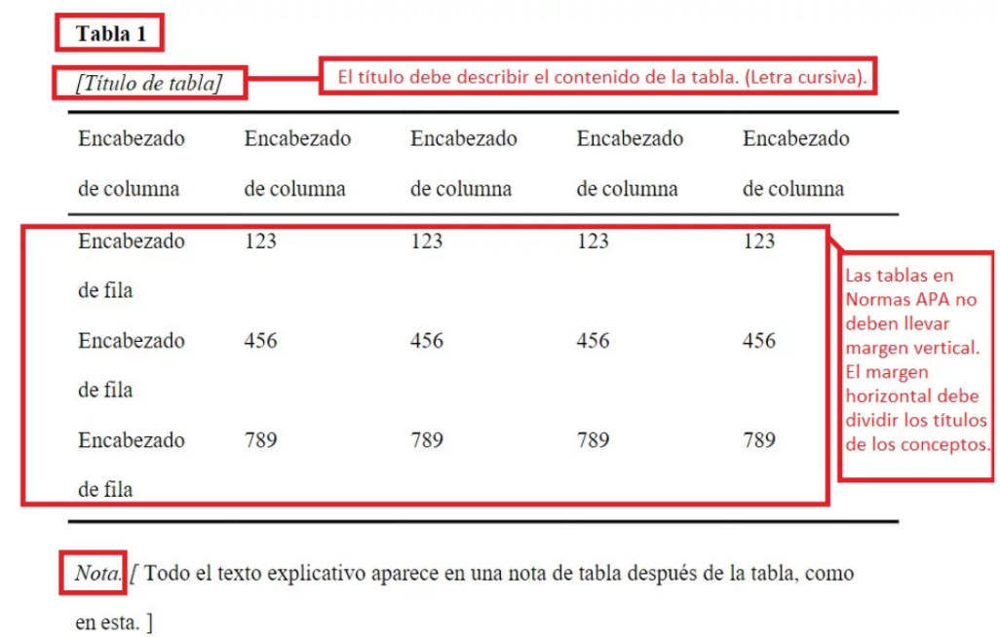 Tabla 1
[Título de tabla]
El título debe describir el contenido de la tabla. (Letra cursiva).
Encabezado Encabezado Encabezado Encabezado Encabezado
de columna de columna de columna de columna de columna
Encabezado 123 123 123 123
de fila
Encabezado 456 456 456 456
de fila
Encabezado 789 789 789 789
de fila
Las tablas en
Normas APA no
deben llevar
margen vertical.
El margen
horizontal debe
dividir los títulos
de los conceptos.
Nota. [ Todo el texto explicativo aparece en una nota de tabla después de la tabla, como
en esta. ]